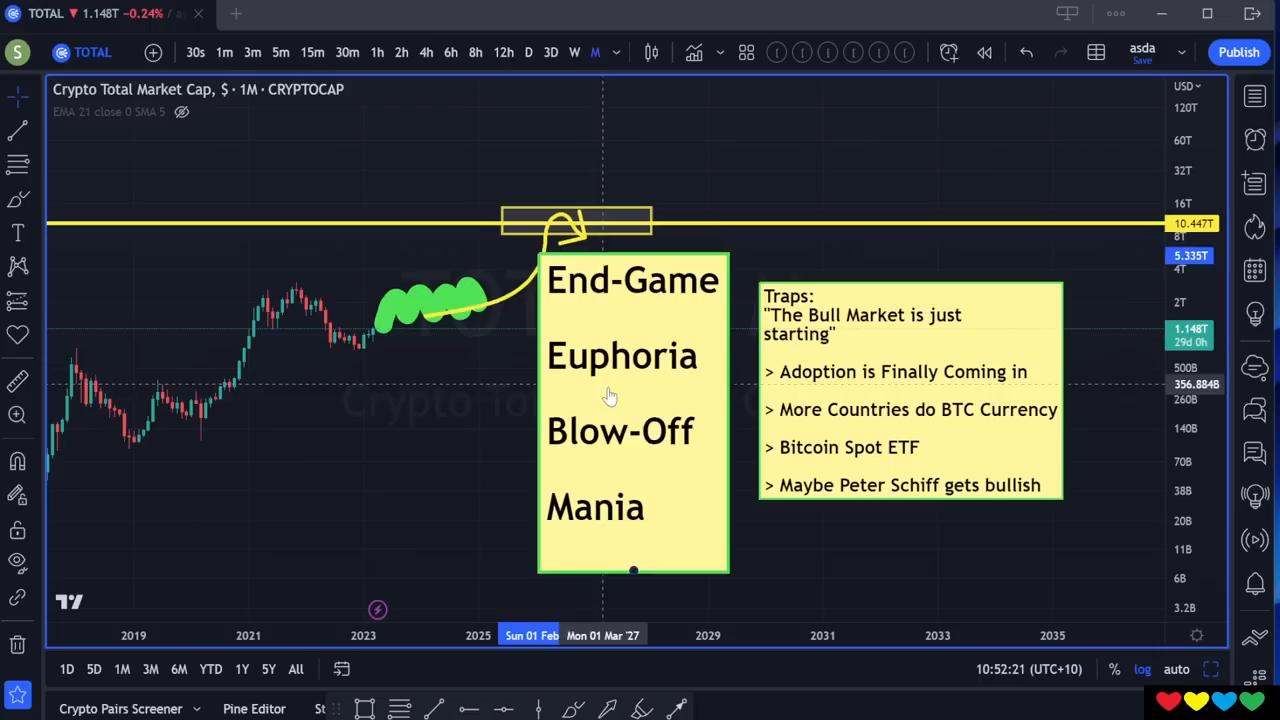 TOTAL ▼ 1.148T −0.24% / as
S
TOTAL
30s 1m 3m 5m 15m 30m 1h 2h 4h 6h 8h 12h D 3D W M
asda
Save
Publish
Crypto Total Market Cap, $ · 1M · CRYPTOCAP
EMA 21 close 0 SMA 5
USD
120T
60T
32T
16T
10.447T
8T
5.335T
4T
2T
1.148T
29d 0h
500B
356.884B
260B
140B
70B
38B
20B
11B
6B
3.2B
End-Game
Euphoria
Blow-Off
Mania
Traps:
"The Bull Market is just
starting"
> Adoption is Finally Coming in
> More Countries do BTC Currency
> Bitcoin Spot ETF
> Maybe Peter Schiff gets bullish
2019 2021 2023 2025 Sun 01 Feb Mon 01 Mar '27 2029 2031 2033 2035
1D 5D 1M 3M 6M YTD 1Y 5Y All
10:52:21 (UTC+10) % log auto
Crypto Pairs Screener Pine Editor St